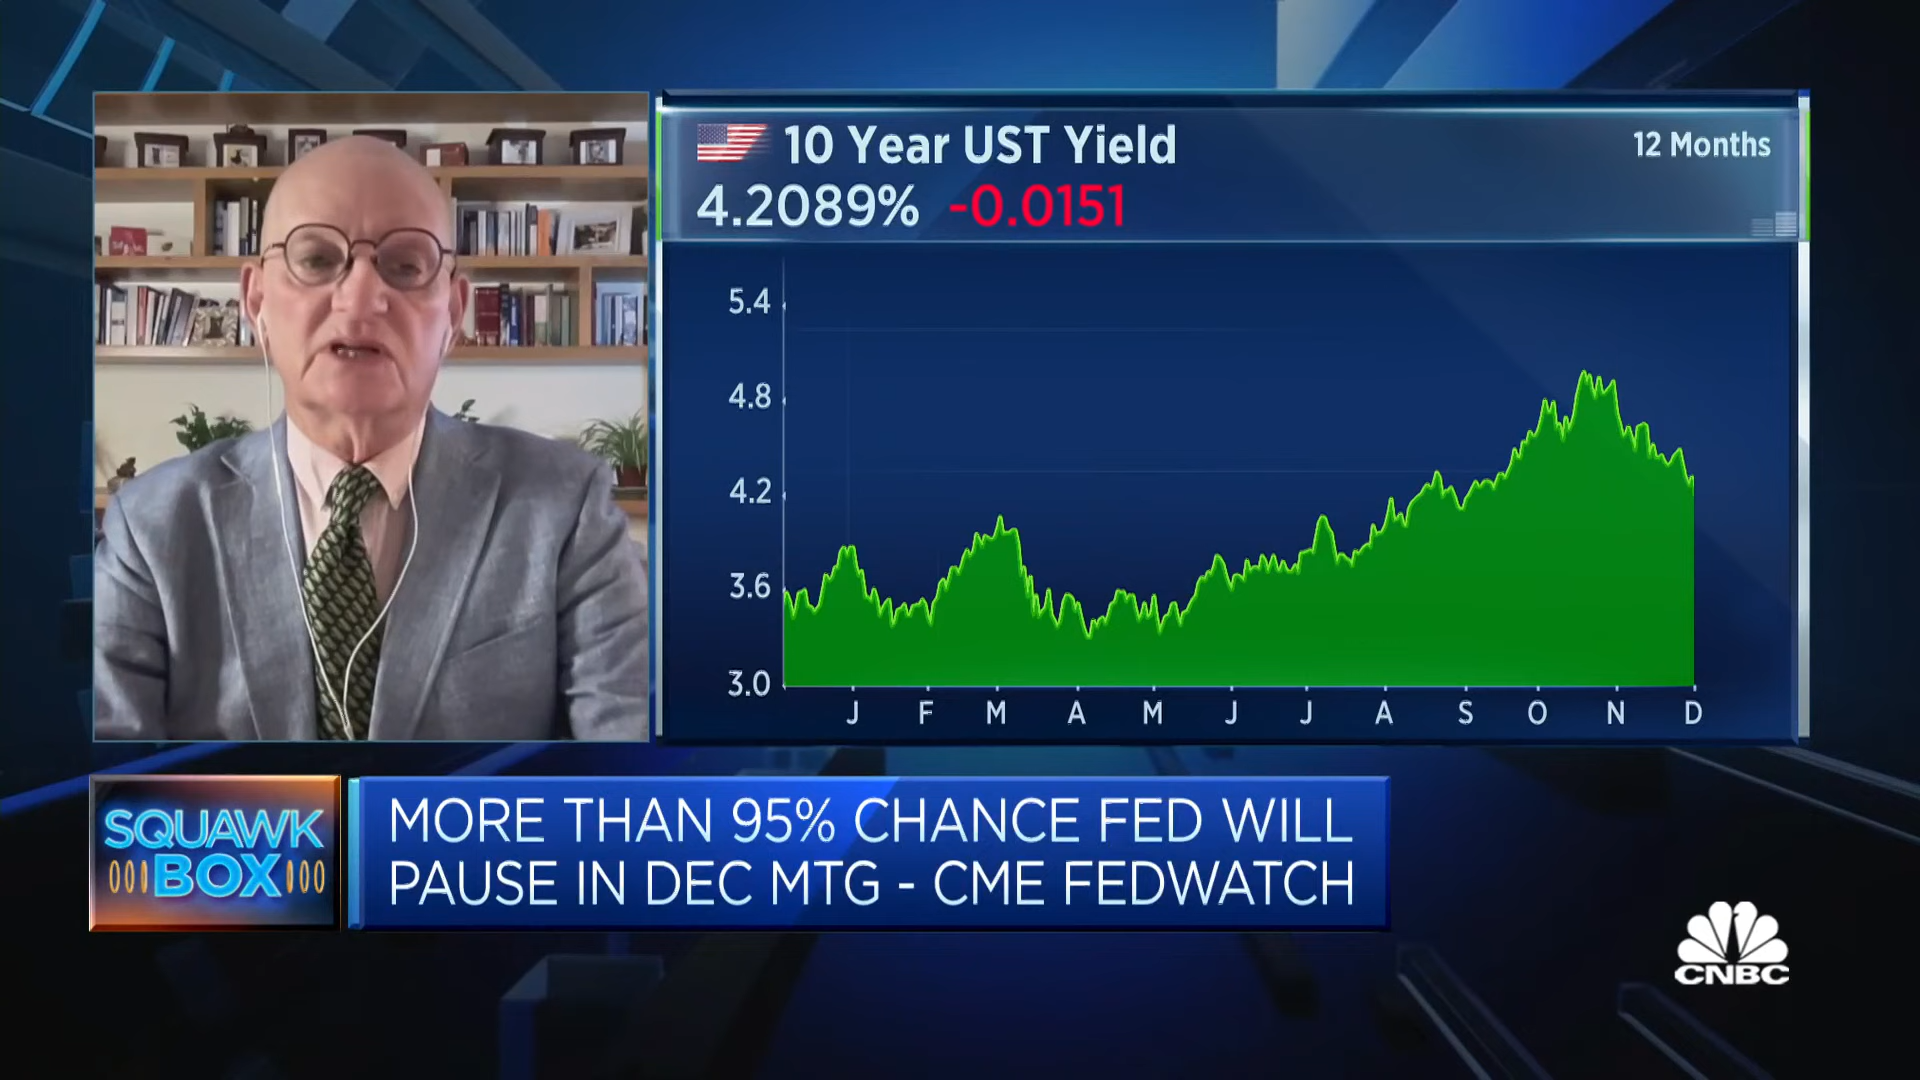 10 Year UST Yield
12 Months
4.2089% -0.0151
5.4
4.8
4.2
3.6
3.0
J F M A M J J A S O N D
SQUAWK
BOX
MORE THAN 95% CHANCE FED WILL
PAUSE IN DEC MTG - CME FEDWATCH
CNBC